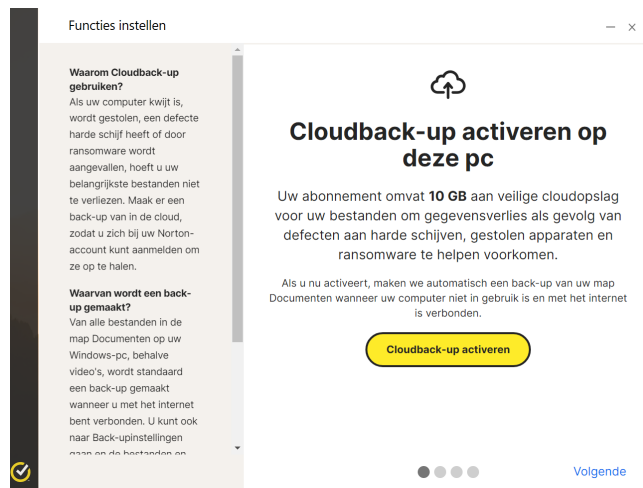 Functies instellen
Waarom Cloudback-up
gebruiken?
Als uw computer kwijt is,
wordt gestolen, een defecte
harde schijf heeft of door
ransomware wordt
aangevallen, hoeft u uw
belangrijkste bestanden niet
te verliezen. Maak er een
back-up van in de cloud,
zodat u zich bij uw Norton-
account kunt aanmelden om
ze op te halen.
Waarvan wordt een back-
up gemaakt?
Van alle bestanden in de
map Documenten op uw
Windows-pc, behalve
video's, wordt standaard
een back-up gemaakt
wanneer u met het internet
bent verbonden. U kunt ook
naar Back-upinstellingen
gaan en de bestanden en
Cloudback-up activeren op
deze pc
Uw abonnement omvat 10 GB aan veilige cloudopslag
voor uw bestanden om gegevensverlies als gevolg van
defecten aan harde schijven, gestolen apparaten en
ransomware te helpen voorkomen.
Als u nu activeert, maken we automatisch een back-up van uw map
Documenten wanneer uw computer niet in gebruik is en met het internet
is verbonden.
Cloudback-up activeren
Volgende